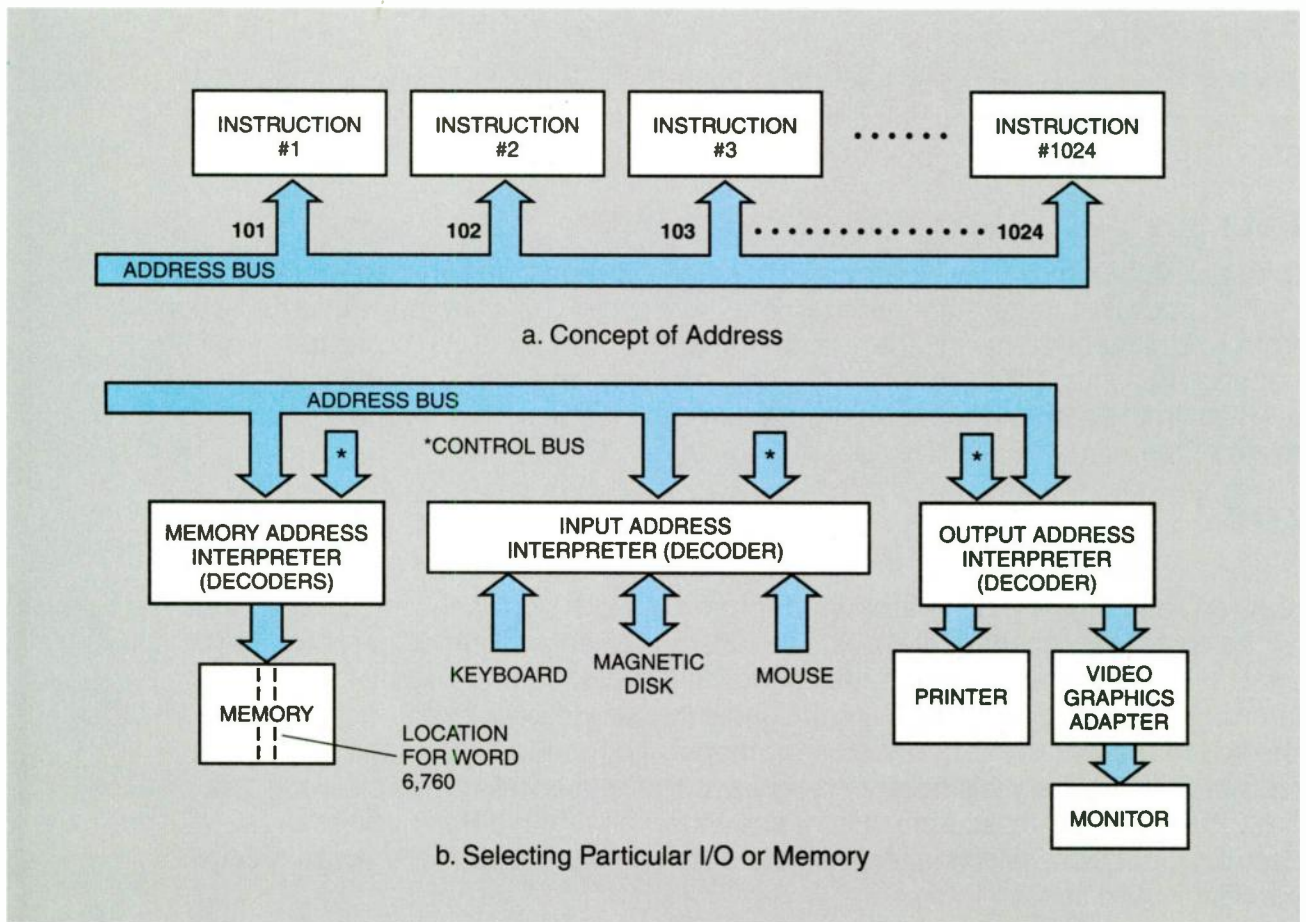 INSTRUCTION
#1
INSTRUCTION
#2
INSTRUCTION
#3
INSTRUCTION
#1024
101
102
103
1024
ADDRESS BUS
a. Concept of Address
ADDRESS BUS
*CONTROL BUS
*
*
*
MEMORY ADDRESS
INTERPRETER
(DECODERS)
INPUT ADDRESS
INTERPRETER (DECODER)
OUTPUT ADDRESS
INTERPRETER
(DECODER)
MEMORY
LOCATION
FOR WORD
6,760
KEYBOARD
MAGNETIC
DISK
MOUSE
PRINTER
VIDEO
GRAPHICS
ADAPTER
MONITOR
b. Selecting Particular I/O or Memory